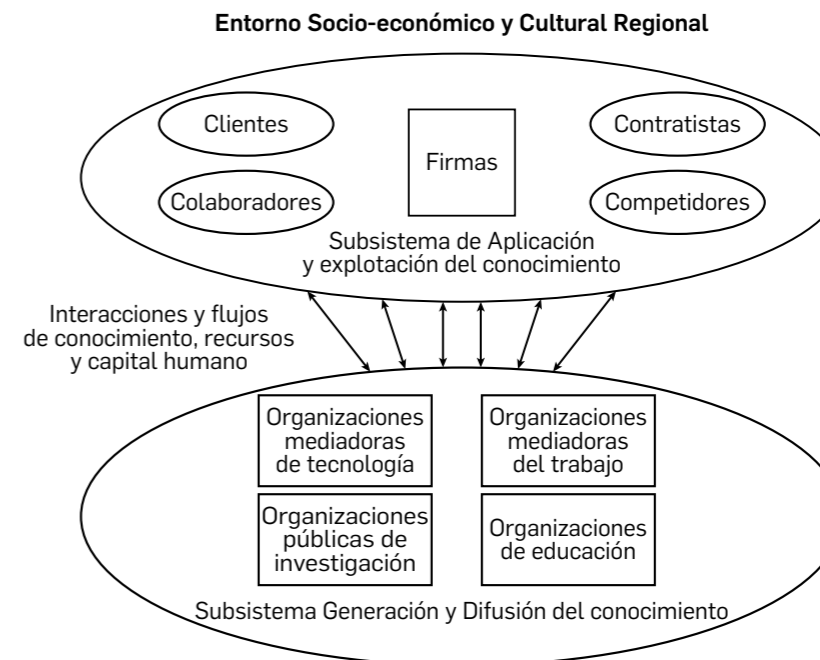 Entorno Socio-económico y Cultural Regional
Clientes
Contratistas
Firmas
Colaboradores
Competidores
Subsistema de Aplicación
y explotación del conocimiento
Interacciones y flujos
de conocimiento, recursos
y capital humano
Organizaciones
mediadoras
de tecnología
Organizaciones
mediadoras
del trabajo
Organizaciones
públicas de
investigación
Organizaciones
de educación
Subsistema Generación y Difusión del conocimiento